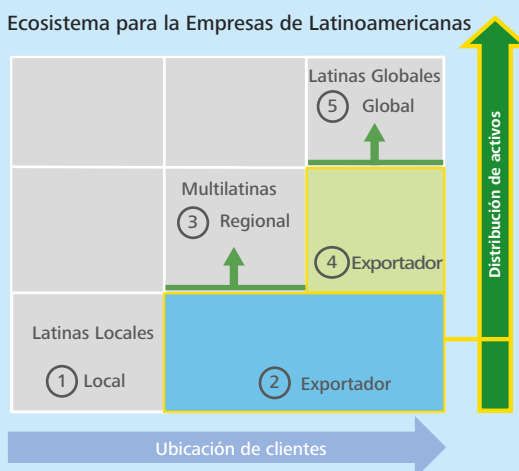 Ecosistema para la Empresas de Latinoamericanas
Latinas Globales
5 Global
Multilatinas
3 Regional
4 Exportador
Latinas Locales
1 Local
2 Exportador
Distribución de activos
Ubicación de clientes